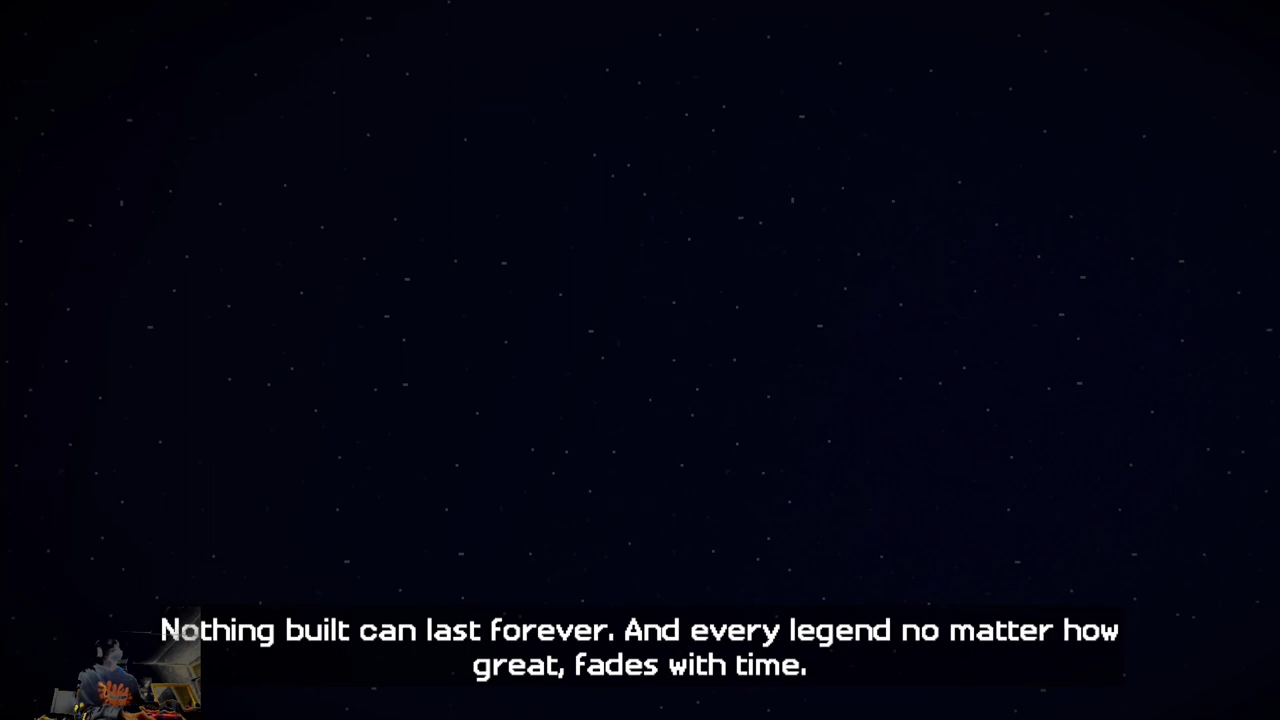 Nothing built can last forever. And every legend no matter how
great, fades with time.